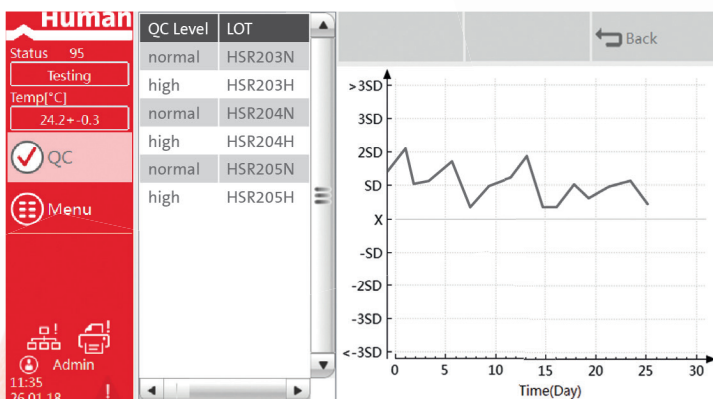 Human
Status 95
Testing
Temp[°C]
24.2+-0.3
QC
Menu
Admin
11:35
26.01.18
QC Level LOT
normal HSR203N
high HSR203H
normal HSR204N
high HSR204H
normal HSR205N
high HSR205H
Back
>3SD
3SD
2SD
SD
X
-SD
-2SD
-3SD
<-3SD
0 5 10 15 20 25 30
Time(Day)